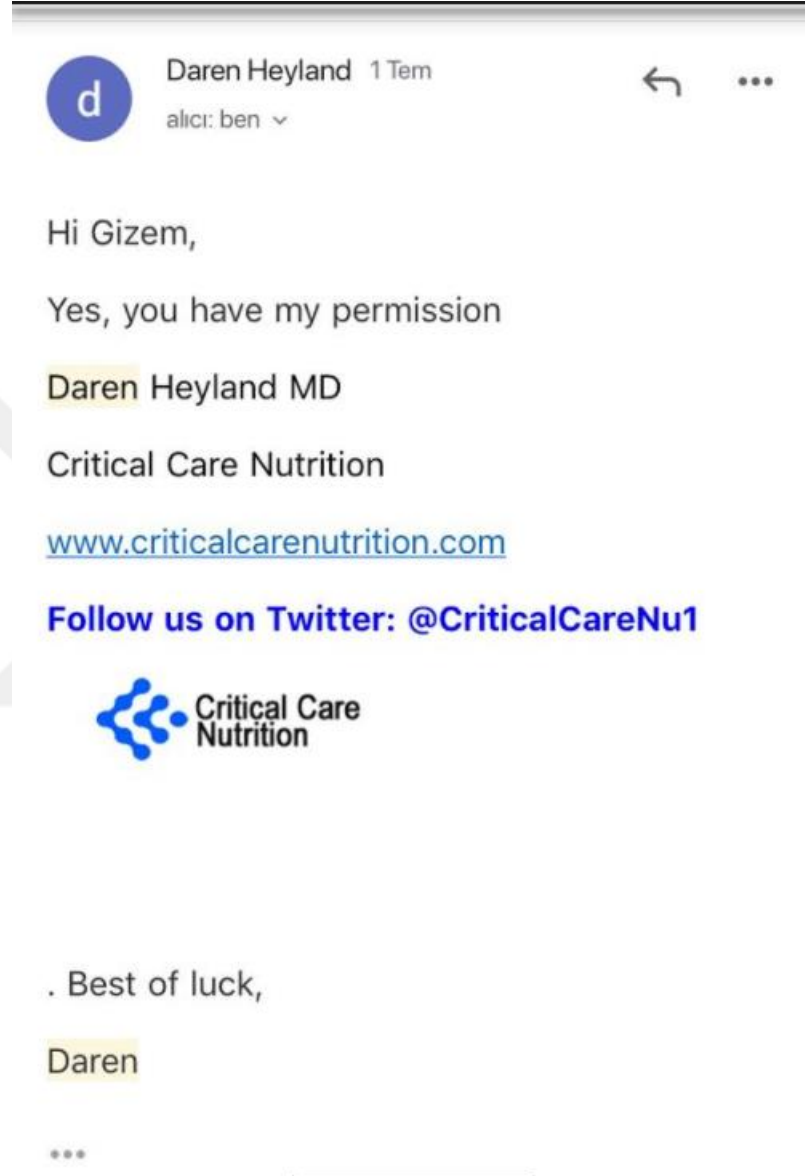 d
Daren Heyland 1 Tem
alıcı: ben
Hi Gizem,
Yes, you have my permission
Daren Heyland MD
Critical Care Nutrition
www.criticalcarenutrition.com
Follow us on Twitter: @CriticalCareNu1
Critical Care
Nutrition
. Best of luck,
Daren